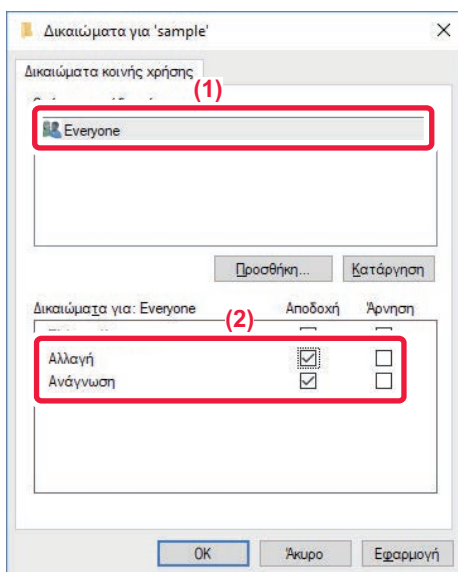 Δικαιώματα για 'sample'
Δικαιώματα κοινής χρήσης
(1)
Everyone
Προσθήκη... Κατάργηση
Δικαιώματα για: Everyone Αποδοχή Άρνηση
(2)
Αλλαγή
Ανάγνωση
OK Άκυρο Εφαρμογή